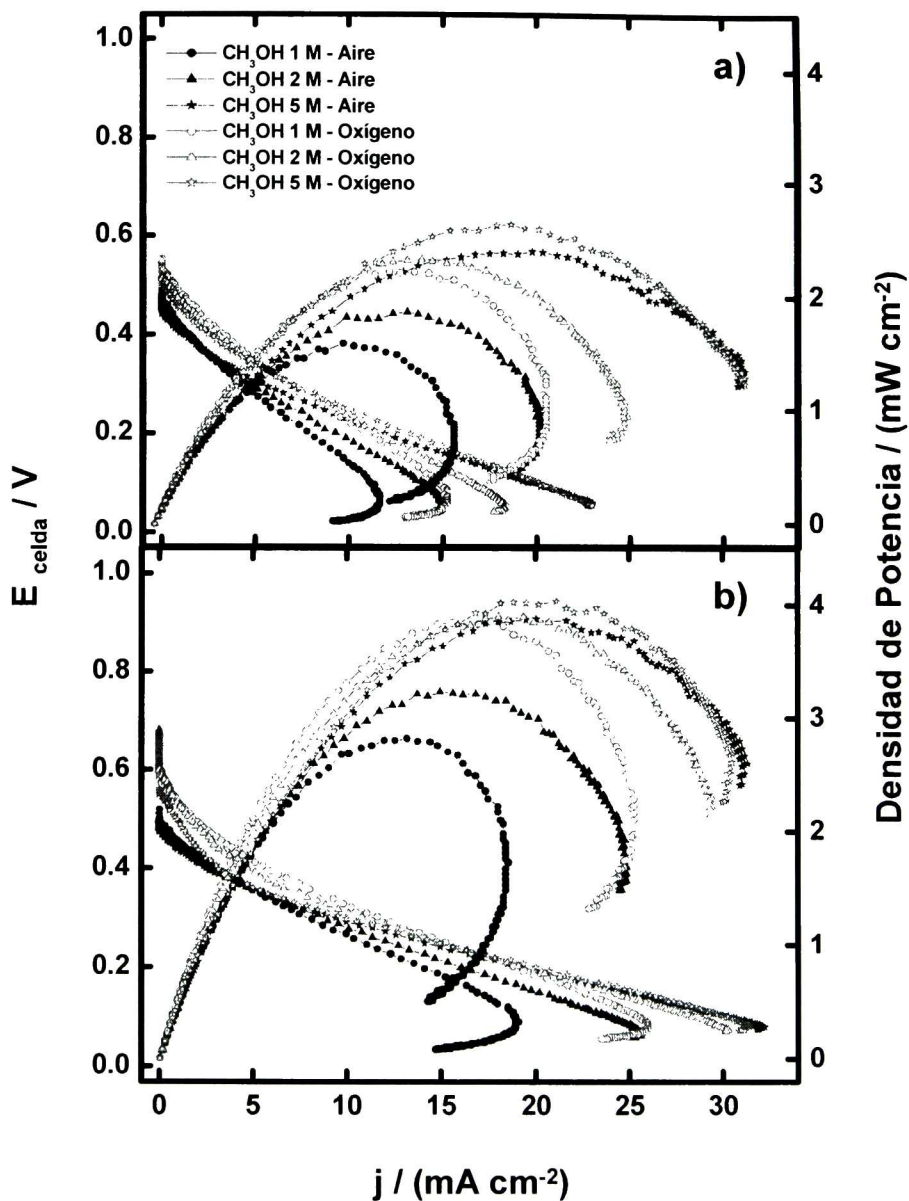 1.0
0.8
0.6
0.4
0.2
0.0
CH3OH 1 M - Aire
CH3OH 2 M - Aire
CH3OH 5 M - Aire
CH3OH 1 M - Oxígeno
CH3OH 2 M - Oxígeno
CH3OH 5 M - Oxígeno
a)
4
3
2
1
0
E celda / V
Densidad de Potencia / (mW cm-2)
1.0
0.8
0.6
0.4
0.2
0.0
b)
4
3
2
1
0
0 5 10 15 20 25 30
j / (mA cm-2)